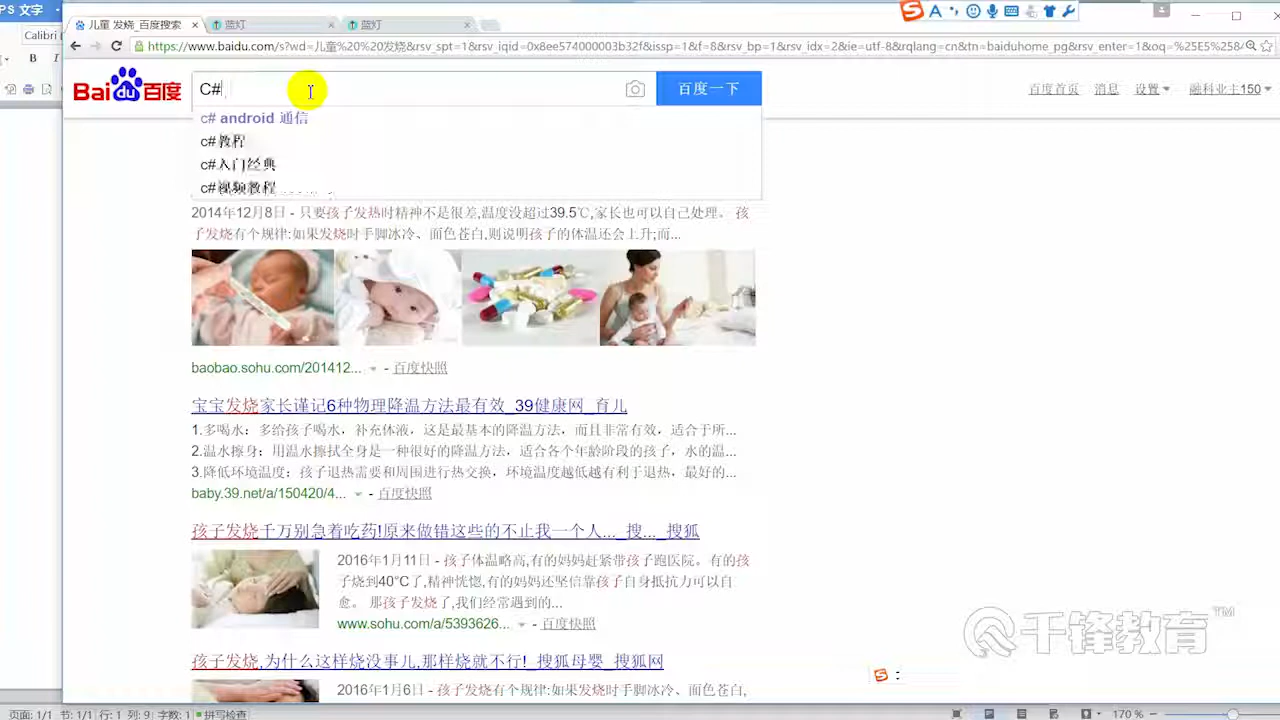 PS 文字
儿童 发烧_百度搜索
蓝灯
蓝灯
Calibri
B I
https://www.baidu.com/s?wd=儿童%20%20发烧&rsv_spt=1&rsv_iqid=0x8ee574000003b32f&issp=1&f=8&rsv_bp=1&rsv_idx=2&ie=utf-8&rqlang=cn&tn=baiduhome_pg&rsv_enter=1&oq=%25E5%2584
Bai百度
C#
百度一下
百度首页 消息 设置 融科业主150
c# android 通信
c#教程
c#入门经典
c#视频教程
2014年12月8日 - 只要孩子发热时精神不是很差,温度没超过39.5℃,家长也可以自己处理。 孩
子发烧有个规律:如果发烧时手脚冰冷、面色苍白,则说明孩子的体温还会上升;而...
baobao.sohu.com/201412... - 百度快照
宝宝发烧家长谨记6种物理降温方法最有效_39健康网_育儿
1.多喝水：多给孩子喝水，补充体液，这是最基本的降温方法，而且非常有效，适合于所...
2.温水擦身：用温水擦拭全身是一种很好的降温方法，适合各个年龄阶段的孩子，水的温...
3.降低环境温度：孩子退热需要和周围进行热交换，环境温度越低越有利于退热，最好的...
baby.39.net/a/150420/4... - 百度快照
孩子发烧千万别急着吃药!原来做错这些的不止我一个人..._搜..._搜狐
2016年1月11日 - 孩子体温略高,有的妈妈赶紧带孩子跑医院。有的孩
子烧到40°C了,精神恍惚,有的妈妈还坚信靠孩子自身抵抗力可以自
愈。 那孩子发烧了,我们经常遇到的...
www.sohu.com/a/5393626... - 百度快照
千锋教育™
孩子发烧,为什么这样烧没事儿,那样烧就不行!_搜狐母婴_搜狐网
2016年1月6日 - 孩子发烧有个规律:如果发烧时手脚冰冷、面色苍白,
页面: 1/1 节: 1/1 行: 1 列: 9 字数: 1 拼写检查
170 %